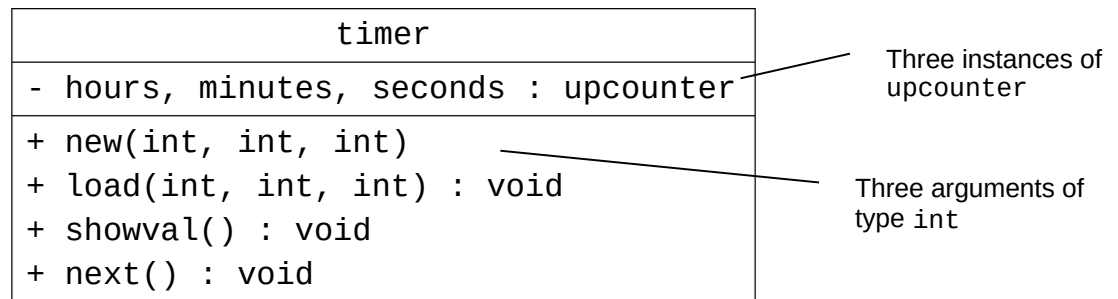 timer
- hours, minutes, seconds : upcounter
+ new(int, int, int)
+ load(int, int, int) : void
+ showval() : void
+ next() : void
Three instances of
upcounter
Three arguments of
type int